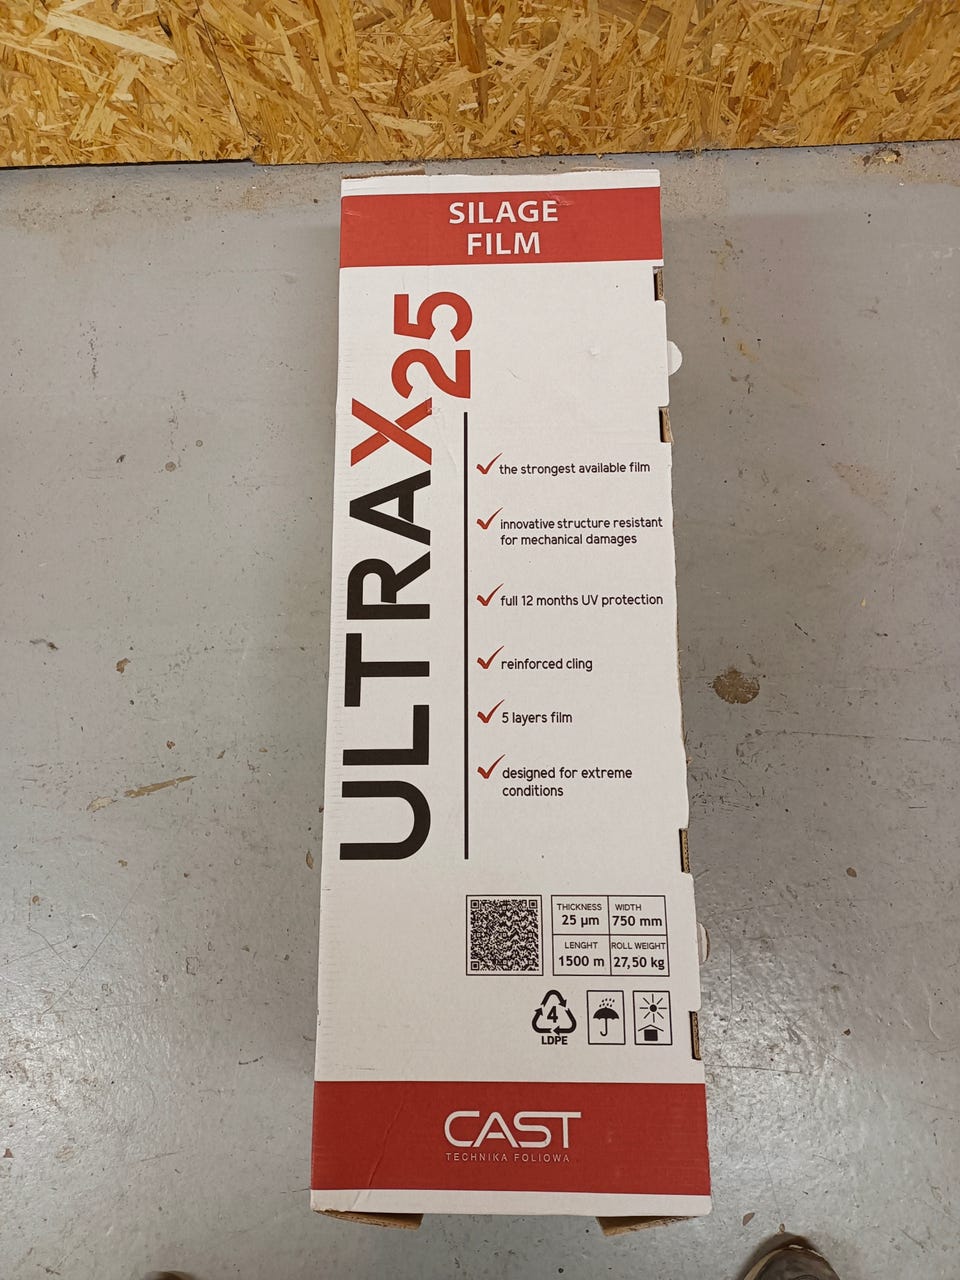 SILAGE
FILM
ULTRAX25
the strongest available film
innovative structure resistant
for mechanical damages
full 12 months UV protection
reinforced cling
5 layers film
designed for extreme
conditions
THICKNESS
25 µm
WIDTH
750 mm
LENGHT
1500 m
ROLL WEIGHT
27,50 kg
4
LDPE
CAST
TECHNIKA FOLIOWA